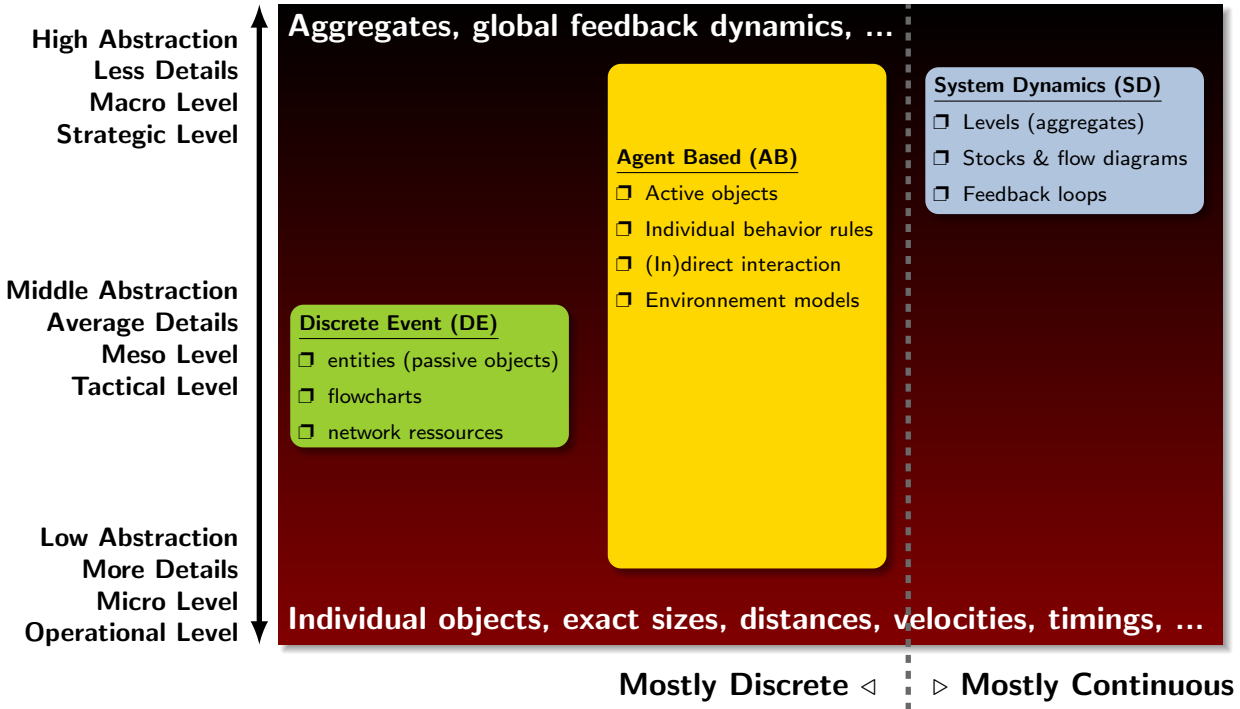 High Abstraction
Less Details
Macro Level
Strategic Level
Middle Abstraction
Average Details
Meso Level
Tactical Level
Low Abstraction
More Details
Micro Level
Operational Level
Aggregates, global feedback dynamics, ...
Discrete Event (DE)
❐ entities (passive objects)
❐ flowcharts
❐ network ressources
Agent Based (AB)
❐ Active objects
❐ Individual behavior rules
❐ (In)direct interaction
❐ Environnement models
System Dynamics (SD)
❐ Levels (aggregates)
❐ Stocks & flow diagrams
❐ Feedback loops
Individual objects, exact sizes, distances, velocities, timings, ...
Mostly Discrete ◁
▷ Mostly Continuous